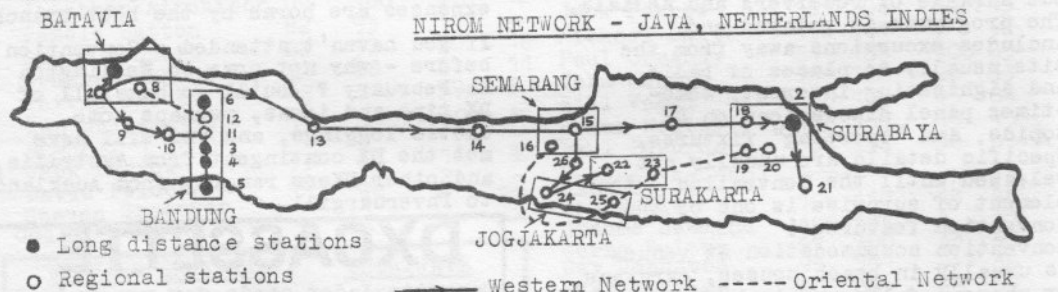 BATAVIA
NIROM NETWORK - JAVA, NETHERLANDS INDIES
SEMARANG
SURABAYA
SURAKARTA
BANDUNG
JOGJAKARTA
1
2
3
4
5
6
8
9
10
11
12
13
14
15
16
17
18
19
20
20
21
22
23
24
25
26
Long distance stations
Regional stations
Western Network
Oriental Network